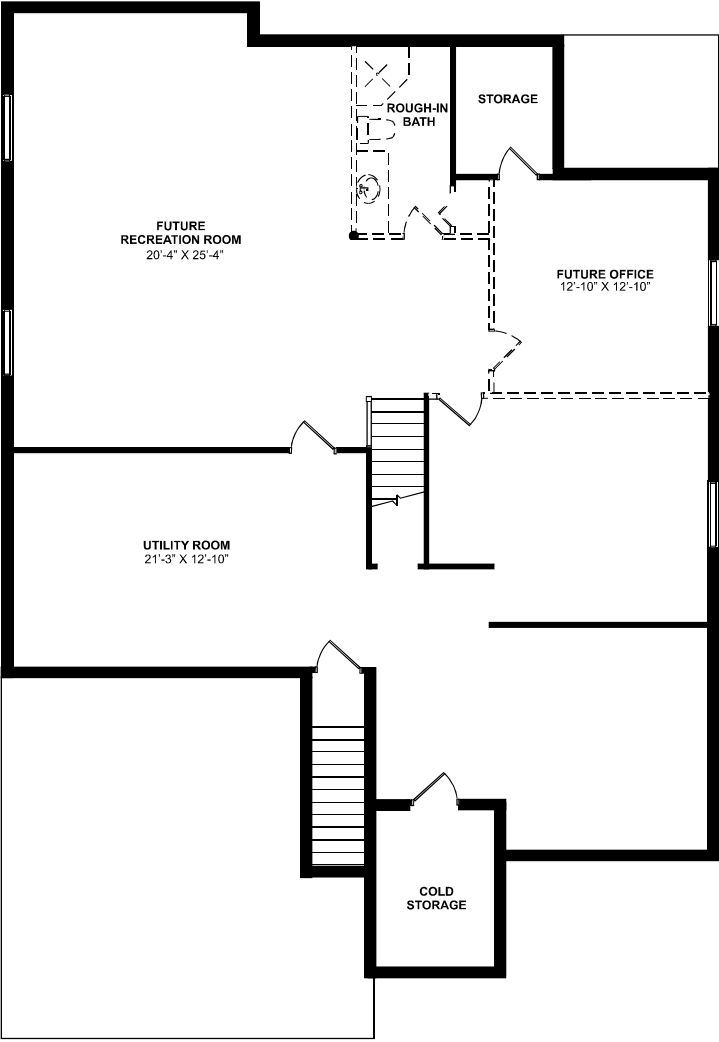 STORAGE
ROUGH-IN
BATH
FUTURE
RECREATION ROOM
20'-4" X 25'-4"
FUTURE OFFICE
12'-10" X 12'-10"
UTILITY ROOM
21'-3" X 12'-10"
COLD
STORAGE